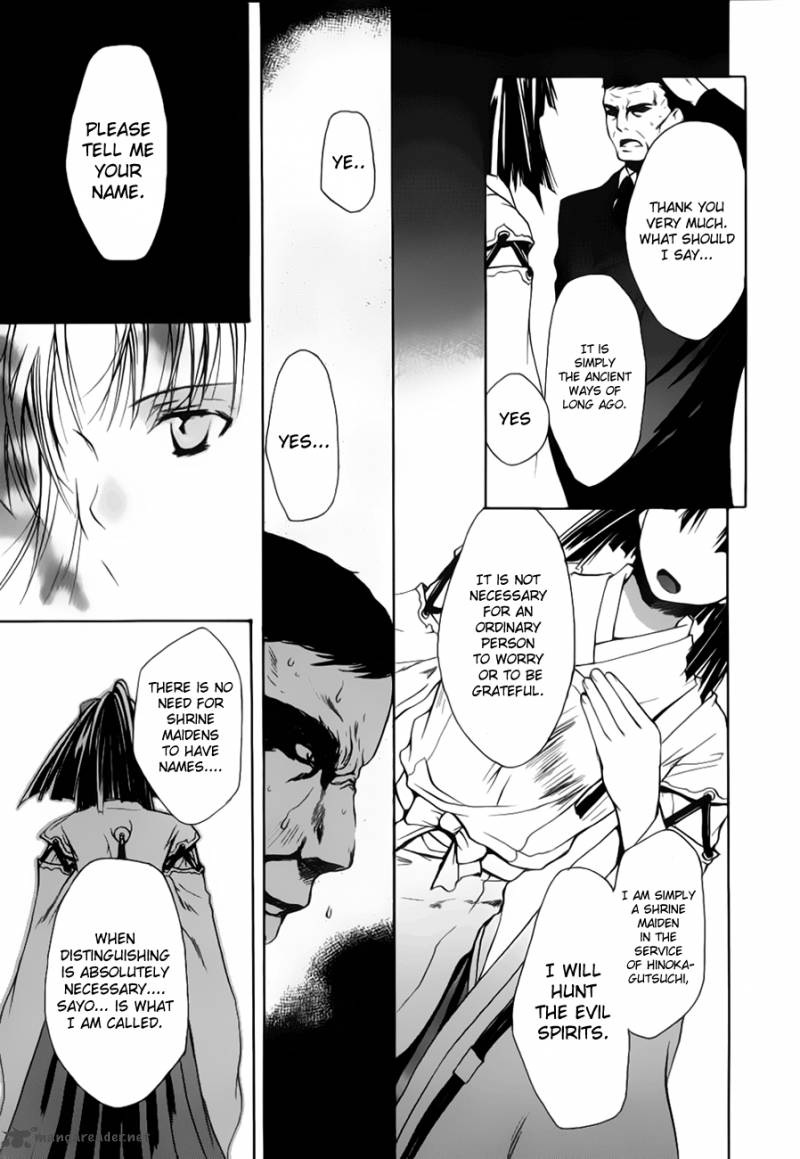 THANK YOU
VERY MUCH.
WHAT SHOULD
I SAY...
IT IS
SIMPLY
THE ANCIENT
WAYS OF
LONG AGO.
YES
IT IS NOT
NECESSARY
FOR AN
ORDINARY
PERSON
TO WORRY
OR TO BE
GRATEFUL.
I AM SIMPLY
A SHRINE
MAIDEN
IN THE
SERVICE
OF HINOKA-
GUTSUCHI,
I WILL
HUNT
THE EVIL
SPIRITS.
YE..
YES...
PLEASE
TELL ME
YOUR
NAME.
THERE IS NO
NEED FOR
SHRINE
MAIDENS
TO HAVE
NAMES....
WHEN
DISTINGUISHING
IS ABSOLUTELY
NECESSARY....
SAYO... IS WHAT
I AM CALLED.
mangareader.net